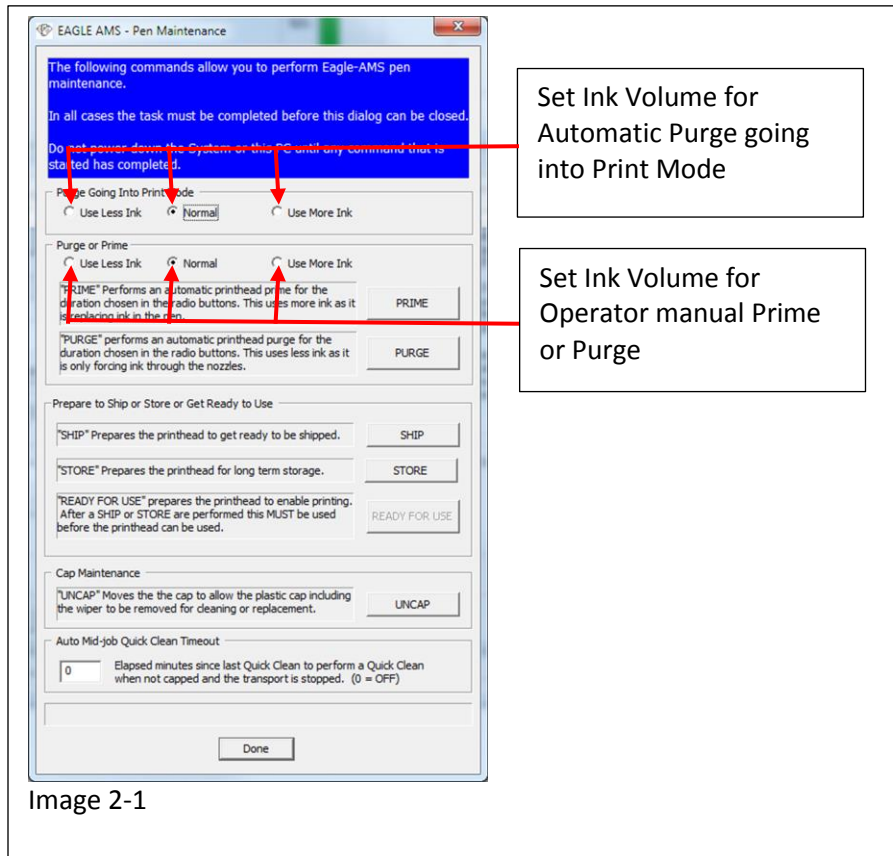 EAGLE AMS - Pen Maintenance
x
The following commands allow you to perform Eagle-AMS pen
maintenance.
In all cases the task must be completed before this dialog can be closed.
Do not power down the System or this PC until any command that is
started has completed.
Purge Going Into Print Mode
Use Less Ink Normal Use More Ink
Purge or Prime
Use Less Ink Normal Use More Ink
"PRIME" Performs an automatic printhead prime for the
duration chosen in the radio buttons. This uses more ink as it
is replacing ink in the pen.
PRIME
"PURGE" performs an automatic printhead purge for the
duration chosen in the radio buttons. This uses less ink as it
is only forcing ink through the nozzles.
PURGE
Prepare to Ship or Store or Get Ready to Use
"SHIP" Prepares the printhead to get ready to be shipped.
SHIP
"STORE" Prepares the printhead for long term storage.
STORE
"READY FOR USE" prepares the printhead to enable printing.
After a SHIP or STORE are performed this MUST be used
before the printhead can be used.
READY FOR USE
Cap Maintenance
"UNCAP" Moves the the cap to allow the plastic cap including
the wiper to be removed for cleaning or replacement.
UNCAP
Auto Mid-job Quick Clean Timeout
0
Elapsed minutes since last Quick Clean to perform a Quick Clean
when not capped and the transport is stopped. (0 = OFF)
Done
Set Ink Volume for
Automatic Purge going
into Print Mode
Set Ink Volume for
Operator manual Prime
or Purge
Image 2-1